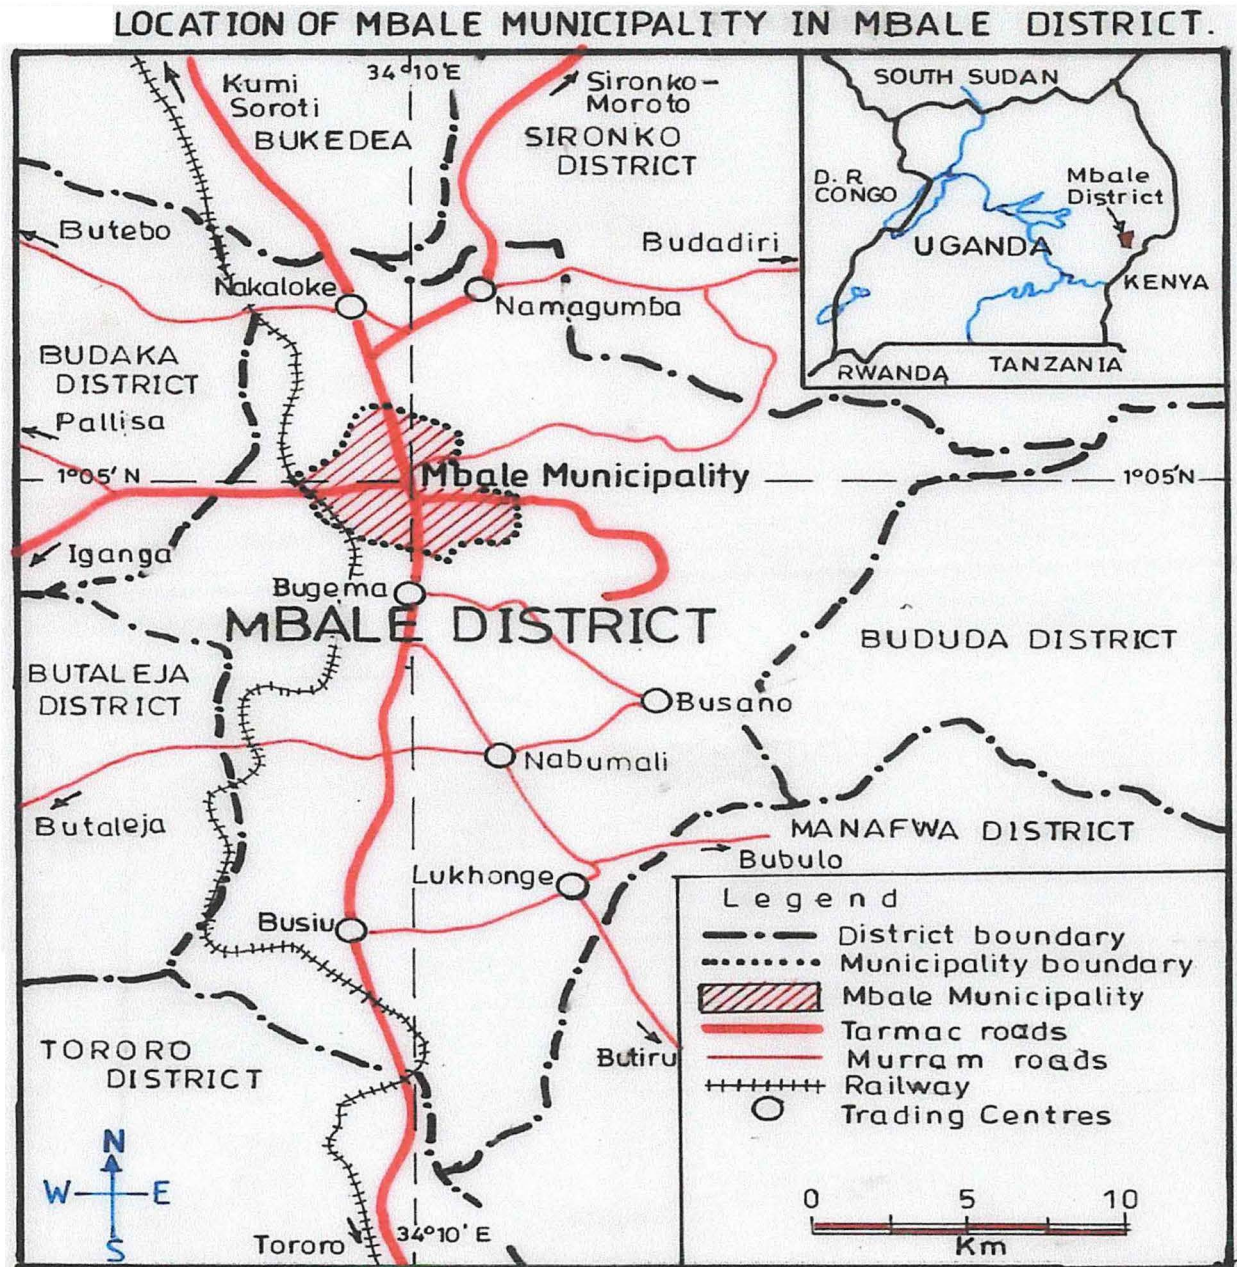 LOCATION OF MBALE MUNICIPALITY IN MBALE DISTRICT.
34°10'E
Kumi
Soroti
BUKEDEA
Sironko-
Moroto
SIRONKO
DISTRICT
SOUTH SUDAN
D. R
CONGO
Mbale
District
UGANDA
KENYA
TANZANIA
RWANDA
Butebo
Budadiri
Nakaloke
Namagumba
BUDAKA
DISTRICT
Pallisa
1°05'N
Mbale Municipality
1°05'N
Iganga
Bugema
MBALE DISTRICT
BUDUDA DISTRICT
BUTALEJA
DISTRICT
Busano
Nabumali
Butaleja
MANAFWA DISTRICT
Bubulo
Lukhonge
Busiu
Butiru
TORORO
DISTRICT
N
W
E
S
Tororo
34°10'E
Legend
District boundary
Municipality boundary
Mbale Municipality
Tarmac roads
Murram roads
Railway
Trading Centres
0 5 10
Km